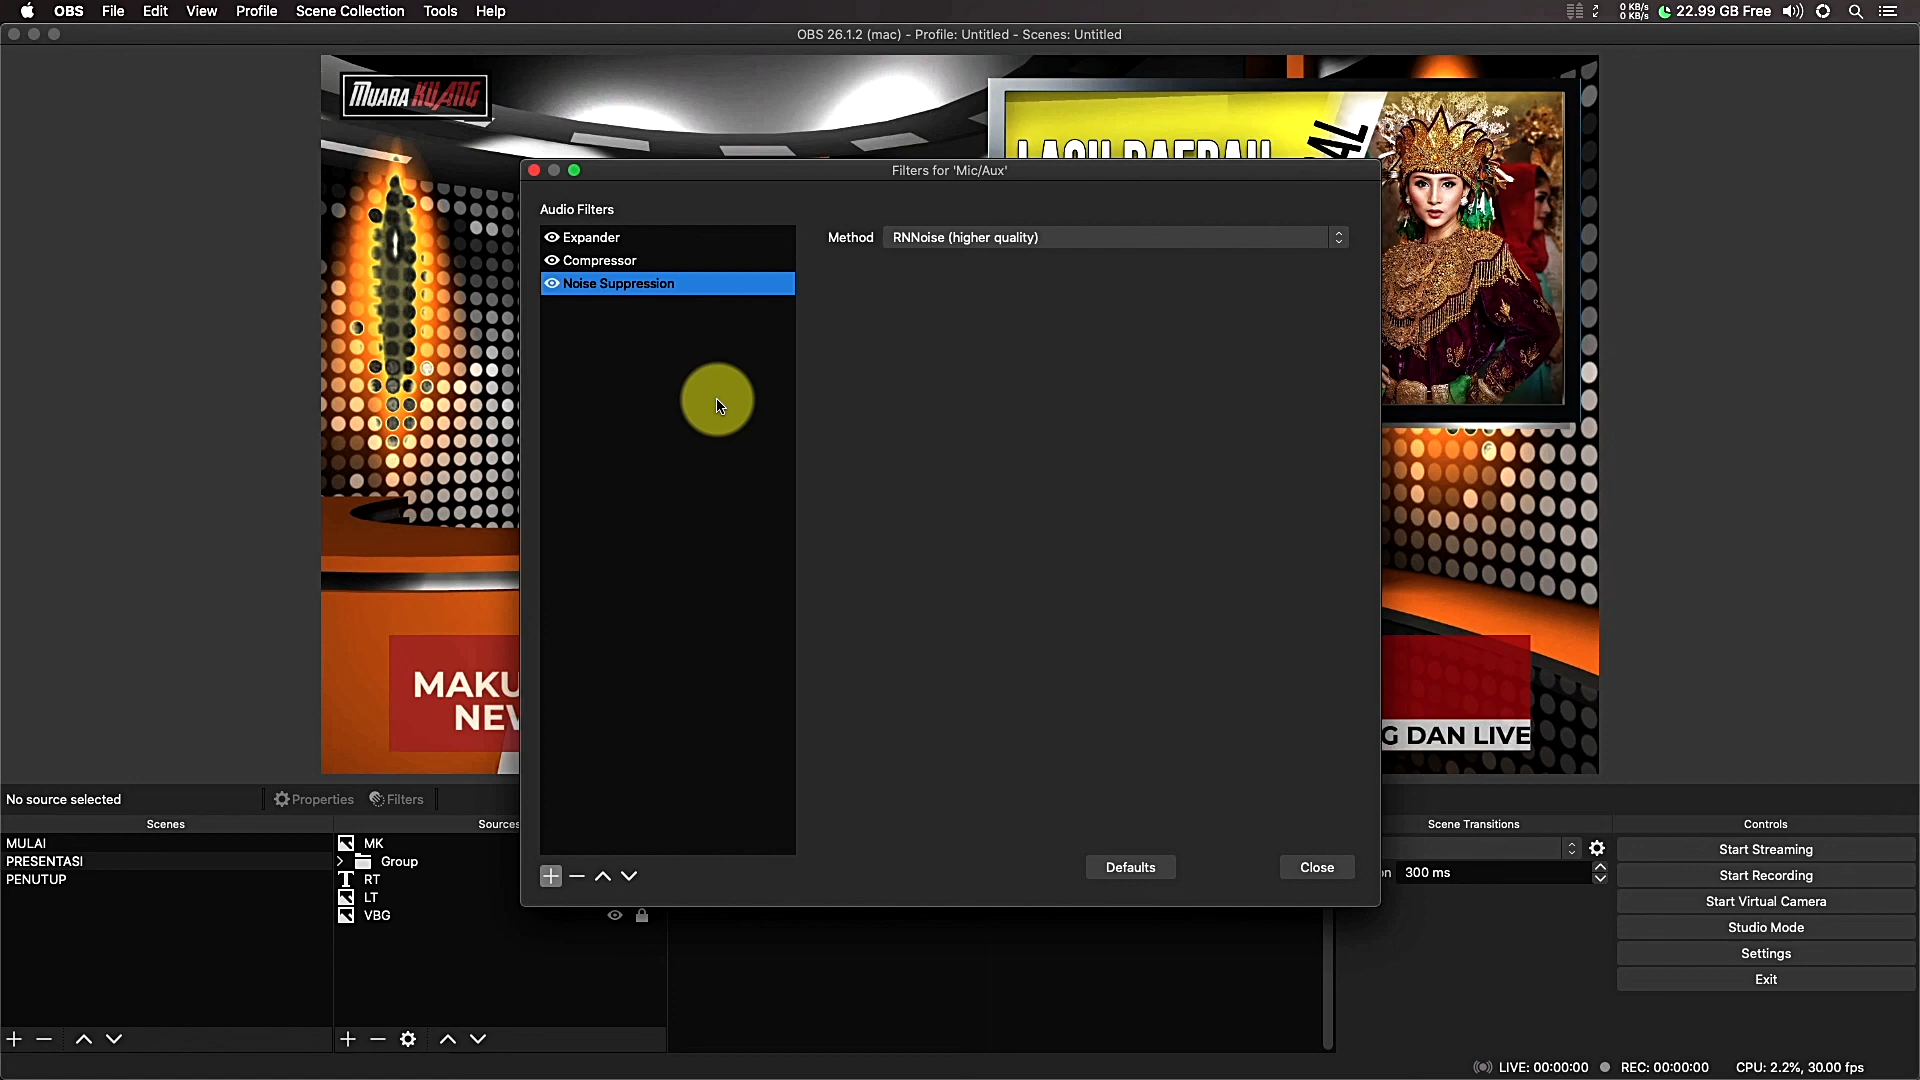 OBS File Edit View Profile Scene Collection Tools Help
0 KB/s
0 KB/s
22.99 GB Free
OBS 26.1.2 (mac) - Profile: Untitled - Scenes: Untitled
MUARA KUANG
Filters for 'Mic/Aux'
Audio Filters
Expander
Compressor
Noise Suppression
Method RNNoise (higher quality)
Defaults
Close
G DAN LIVE
No source selected
Properties
Filters
Scenes
MULAI
PRESENTASI
PENUTUP
Sources
MK
Group
RT
LT
VBG
Scene Transitions
300 ms
Controls
Start Streaming
Start Recording
Start Virtual Camera
Studio Mode
Settings
Exit
LIVE: 00:00:00
REC: 00:00:00
CPU: 2.2%, 30.00 fps